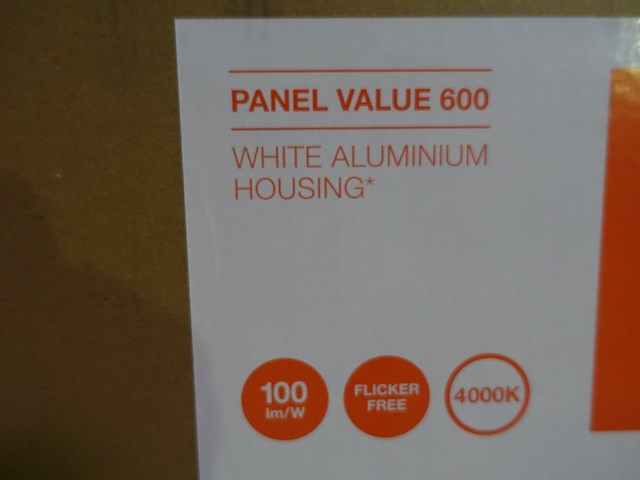 PANEL VALUE 600
WHITE ALUMINIUM
HOUSING*
100
lm/W
FLICKER
FREE
4000K